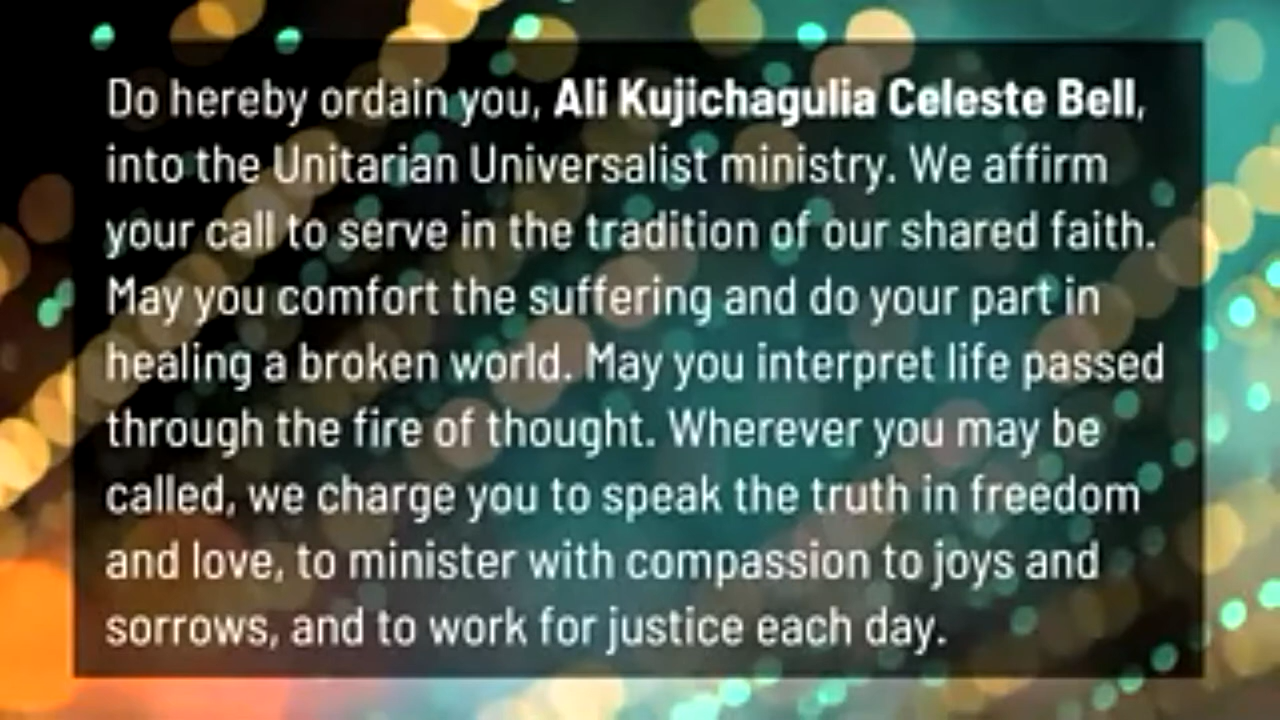 Do hereby ordain you, Ali Kujichagulia Celeste Bell,
into the Unitarian Universalist ministry. We affirm
your call to serve in the tradition of our shared faith.
May you comfort the suffering and do your part in
healing a broken world. May you interpret life passed
through the fire of thought. Wherever you may be
called, we charge you to speak the truth in freedom
and love, to minister with compassion to joys and
sorrows, and to work for justice each day.